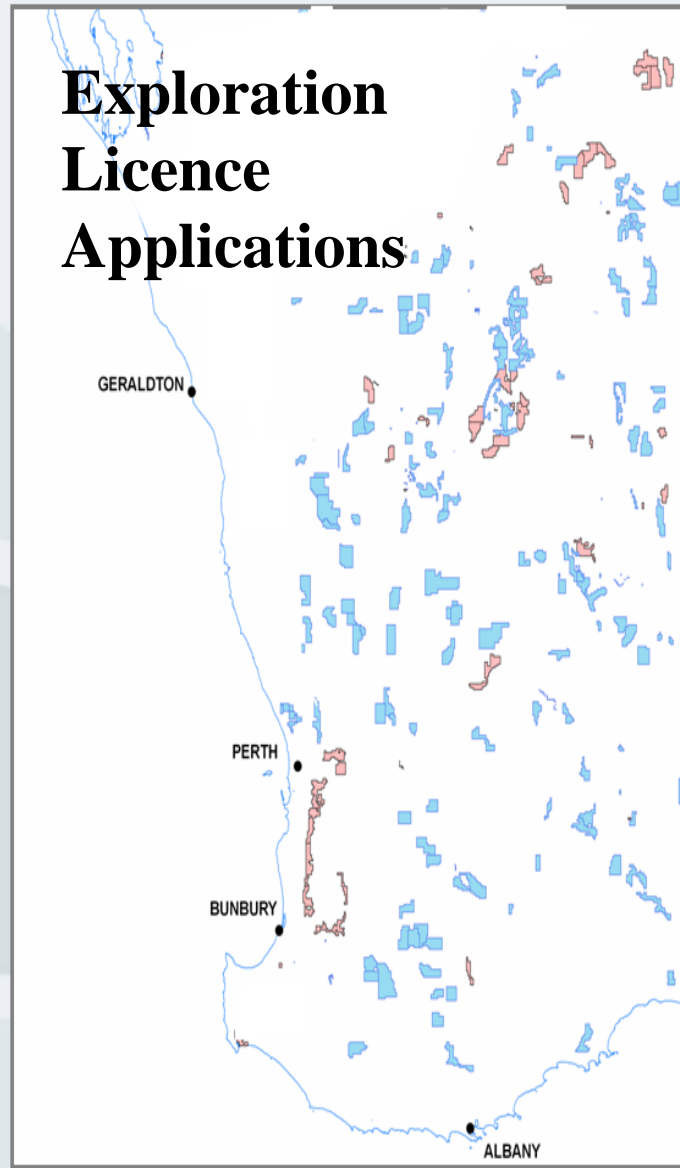 Exploration
Licence
Applications
GERALDTON
PERTH
BUNBURY
ALBANY